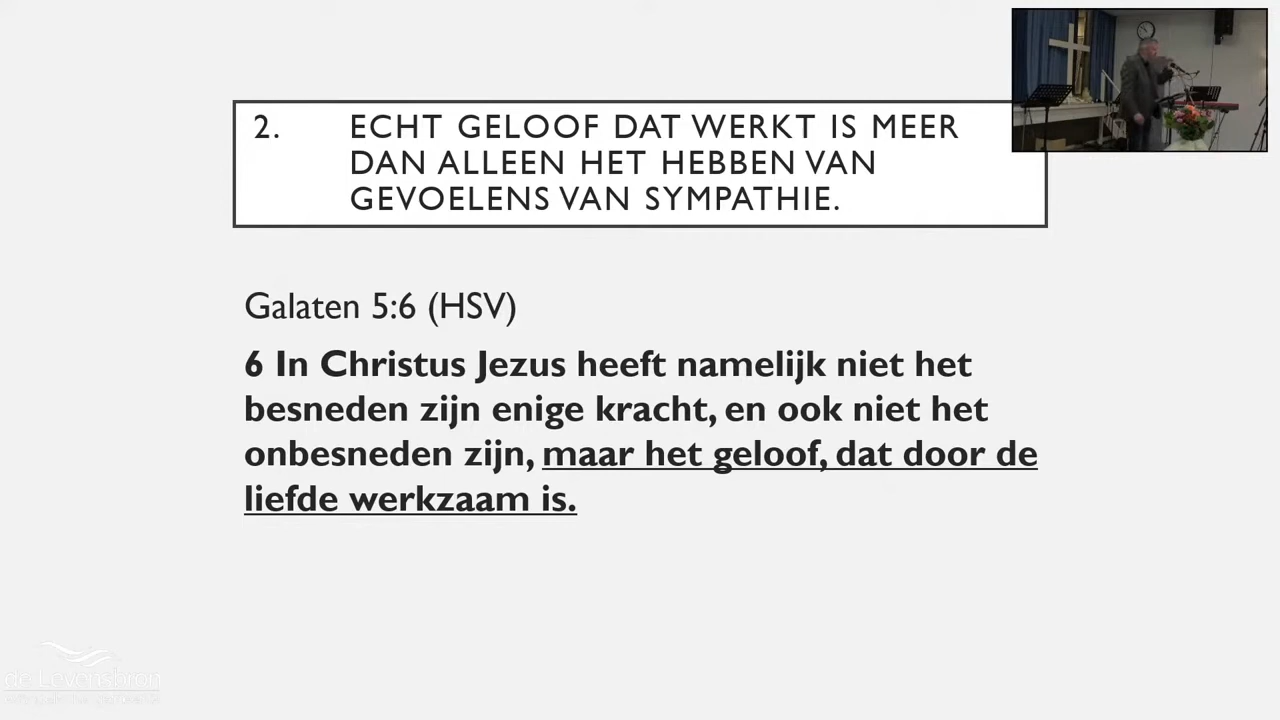 2. ECHT GELOOF DAT WERKT IS MEER
DAN ALLEEN HET HEBBEN VAN
GEVOELENS VAN SYMPATHIE.
Galaten 5:6 (HSV)
6 In Christus Jezus heeft namelijk niet het
besneden zijn enige kracht, en ook niet het
onbesneden zijn, maar het geloof, dat door de
liefde werkzaam is.
de Levensbron